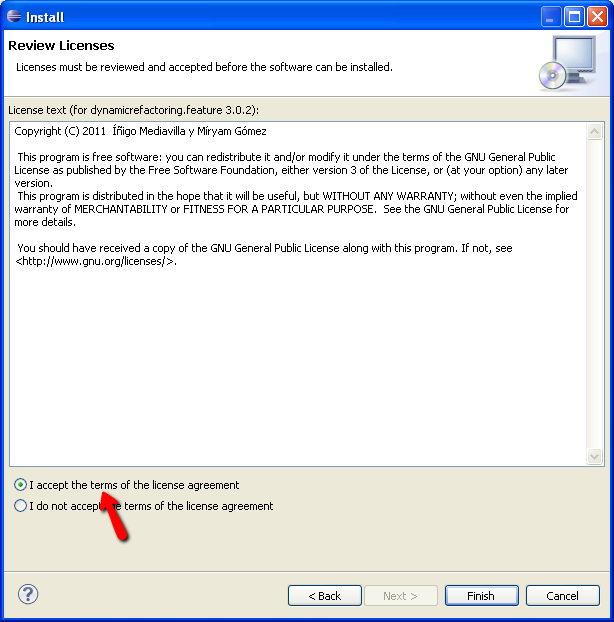 Install
Review Licenses
Licenses must be reviewed and accepted before the software can be installed.
License text (for dynamicrefactoring.feature 3.0.2):
Copyright (C) 2011  Íñigo Mediavilla y Míryam Gómez
This program is free software: you can redistribute it and/or modify it under the terms of the GNU General Public
License as published by the Free Software Foundation, either version 3 of the License, or (at your option) any later
version.
This program is distributed in the hope that it will be useful, but WITHOUT ANY WARRANTY; without even the implied
warranty of MERCHANTABILITY or FITNESS FOR A PARTICULAR PURPOSE.  See the GNU General Public License for
more details.
You should have received a copy of the GNU General Public License along with this program. If not, see
<http://www.gnu.org/licenses/>.
I accept the terms of the license agreement
I do not accept terms of the license agreement
? < Back Next > Finish Cancel